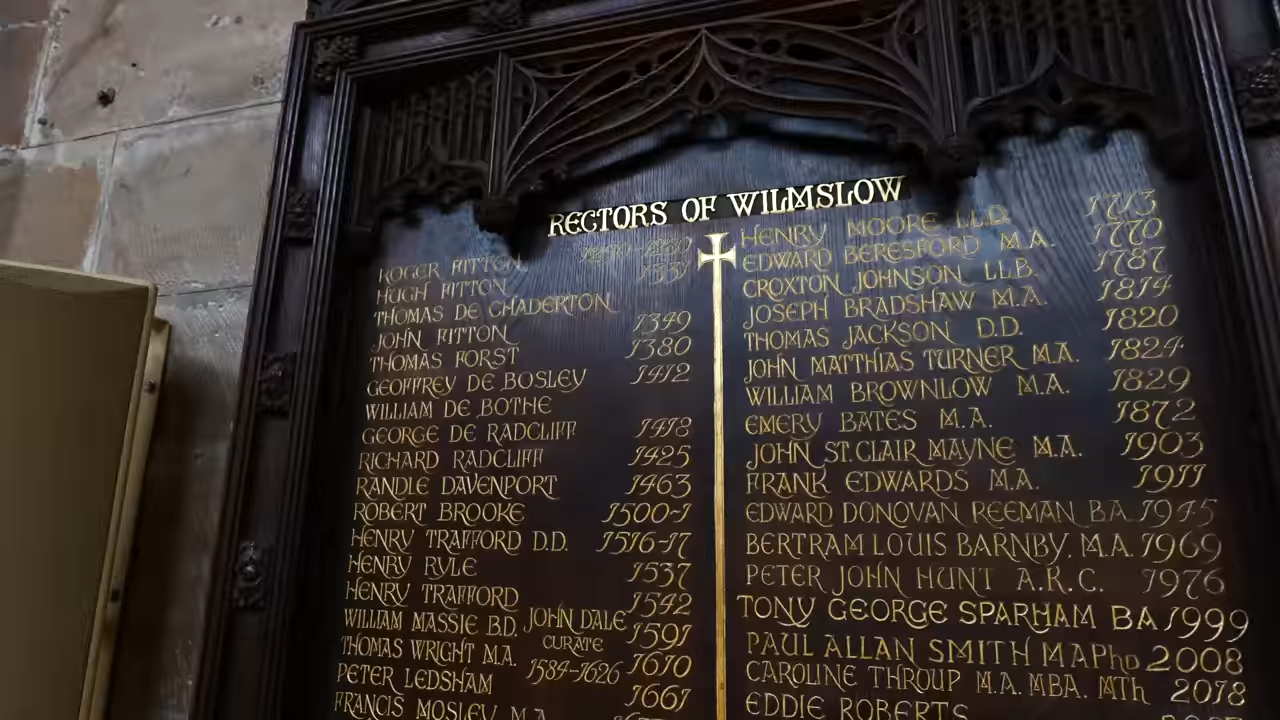 RECTORS OF WILMSLOW
ROGER FITTON
HUGH FITTON 1331
THOMAS DE CHADERTON
JOHN FITTON 1349
THOMAS FORST 1380
GEOFFREY DE BOSLEY 1412
WILLIAM DE BOTHE
GEORGE DE RADCLIFF 1418
RICHARD RADCLIFF 1425
RANDLE DAVENPORT 1463
ROBERT BROOKE 1500-1
HENRY TRAFFORD D.D. 1516-17
HENRY RYLE 1537
HENRY TRAFFORD 1542
WILLIAM MASSIE B.D. JOHN DALE 1591
THOMAS WRIGHT M.A. CURATE 1610
1584-1626
PETER LEDSHAM 1661
FRANCIS MOSLEY M.A.
HENRY MOORE LL.D. 1713
EDWARD BERESFORD M.A. 1770
CROXTON JOHNSON LL.B. 1787
JOSEPH BRADSHAW M.A. 1814
THOMAS JACKSON D.D. 1820
JOHN MATTHIAS TURNER M.A. 1824
WILLIAM BROWNLOW M.A. 1829
EMERY BATES M.A. 1872
JOHN ST.CLAIR MAYNE M.A. 1903
FRANK EDWARDS M.A. 1911
EDWARD DONOVAN REEMAN BA 1945
BERTRAM LOUIS BARNBY, M.A. 1969
PETER JOHN HUNT A.K.C. 1976
TONY GEORGE SPARHAM BA 1999
PAUL ALLAN SMITH MAPhD 2008
CAROLINE THROUP M.A. MBA. MTh 2018
EDDIE ROBERTS